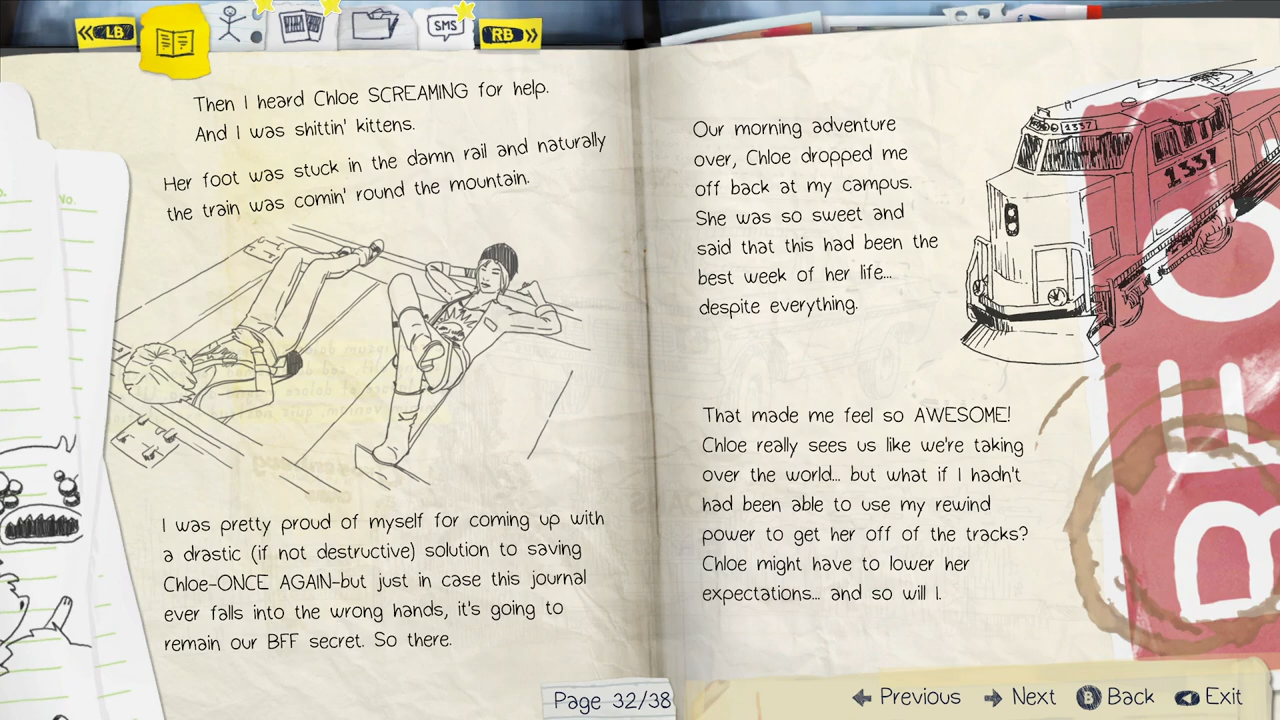 LB
SMS
RB
Then I heard Chloe SCREAMING for help.
And I was shittin' kittens.
Her foot was stuck in the damn rail and naturally
the train was comin' round the mountain.
I was pretty proud of myself for coming up with
a drastic (if not destructive) solution to saving
Chloe-ONCE AGAIN-but just in case this journal
ever falls into the wrong hands, it's going to
remain our BFF secret. So there.
Our morning adventure
over, Chloe dropped me
off back at my campus.
She was so sweet and
said that this had been the
best week of her life...
despite everything.
1337
1337
That made me feel so AWESOME!
Chloe really sees us like we're taking
over the world... but what if I hadn't
had been able to use my rewind
power to get her off of the tracks?
Chloe might have to lower her
expectations... and so will I.
No.
Page 32/38
Previous
Next
B Back
Exit